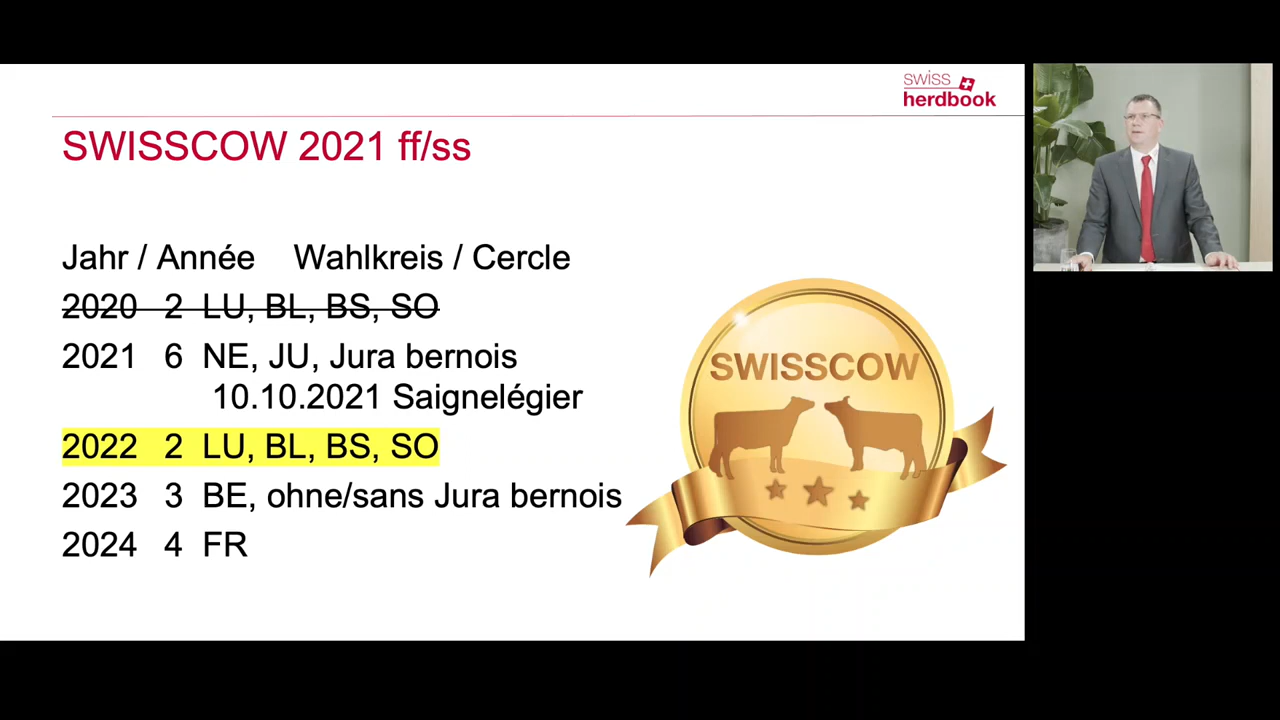 swiss
herdbook
SWISSCOW 2021 ff/ss
Jahr / Année Wahlkreis / Cercle
2020 2 LU, BL, BS, SO
2021 6 NE, JU, Jura bernois
10.10.2021 Saignelégier
2022 2 LU, BL, BS, SO
2023 3 BE, ohne/sans Jura bernois
2024 4 FR
SWISSCOW